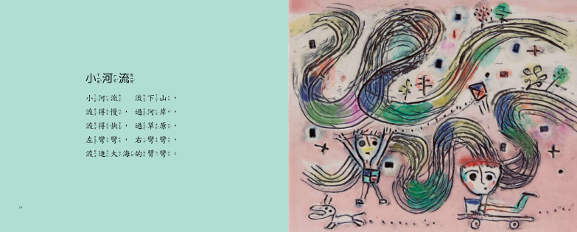 小河流
小河流 流下山，
流得慢，過河岸。
流得快，過草原。
左彎彎，右彎彎，
流進大海的臂彎。